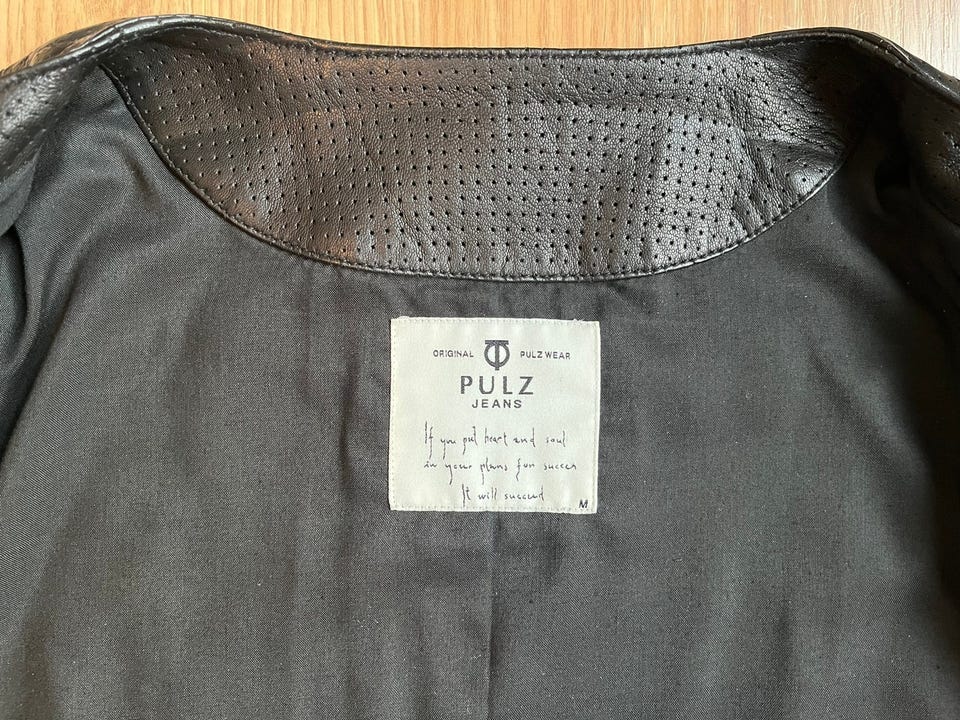 ORIGINAL PULZ WEAR
PULZ
JEANS
If you put heart and soul
in your plans for succes
It will succeed
M